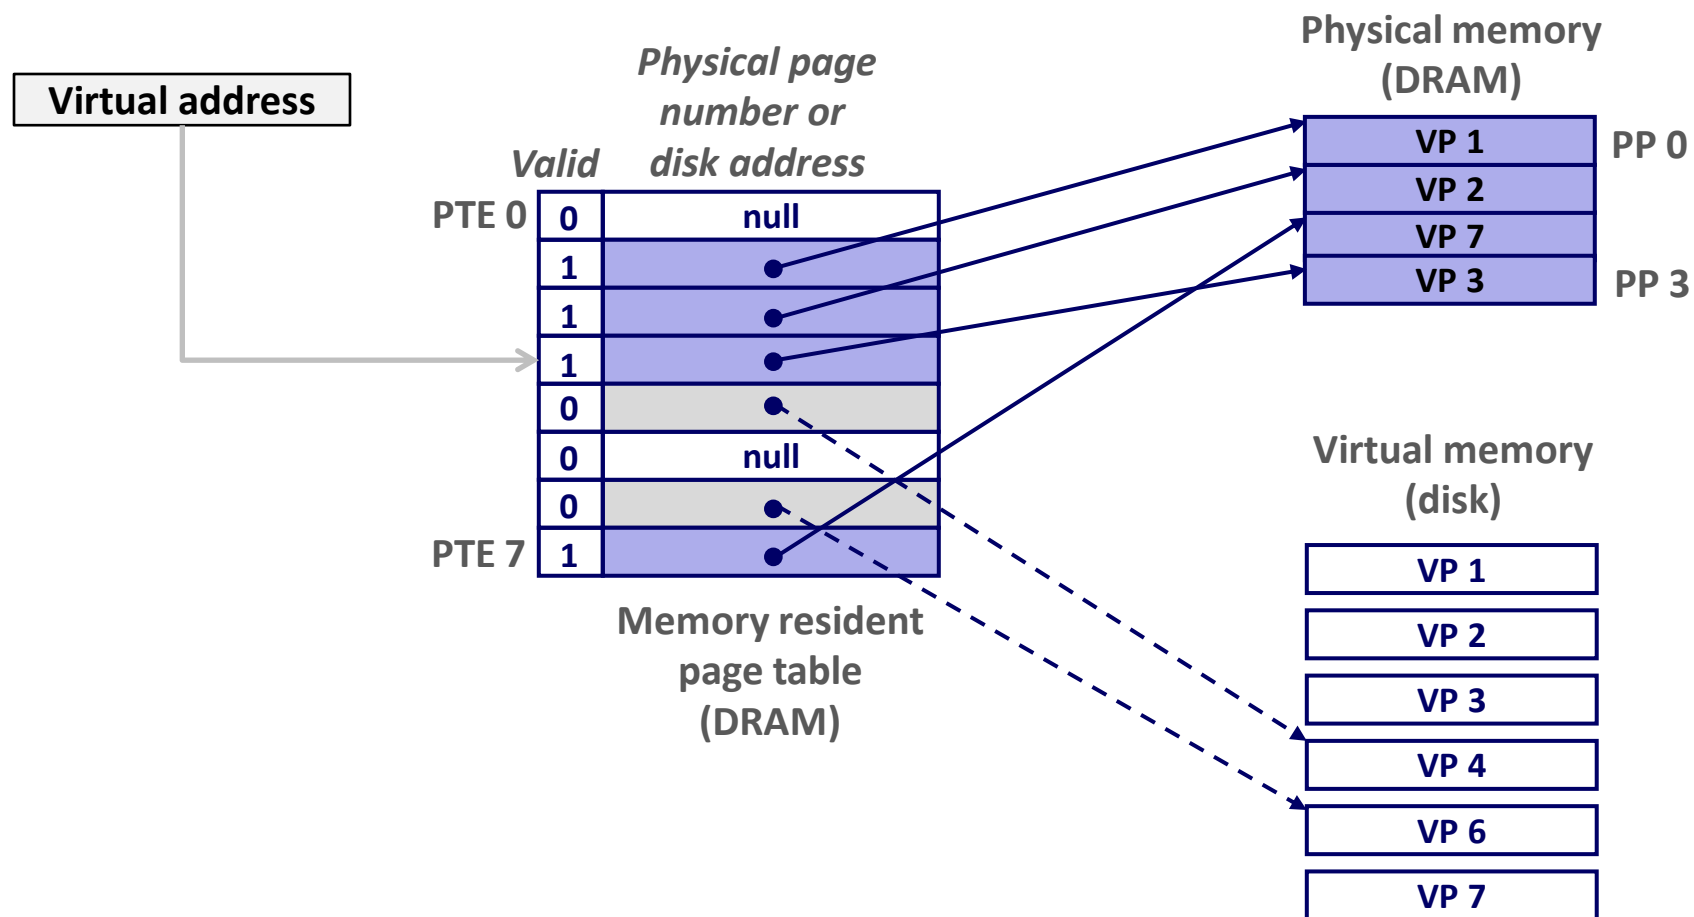 Virtual address
Physical page
number or
disk address
Valid
PTE 0
0
null
1
1
1
0
0
null
0
PTE 7
1
Memory resident
page table
(DRAM)
Physical memory
(DRAM)
VP 1
PP 0
VP 2
VP 7
VP 3
PP 3
Virtual memory
(disk)
VP 1
VP 2
VP 3
VP 4
VP 6
VP 7